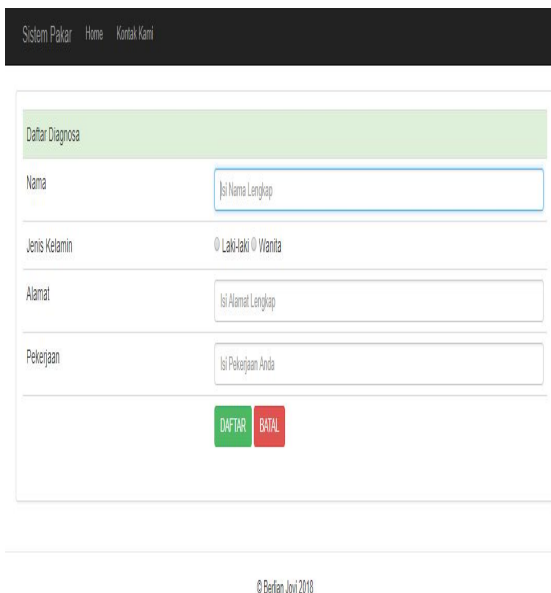 Sistem Pakar Home Kontak Kami
Daftar Diagnosa
Nama Isi Nama Lengkap
Jenis Kelamin Laki-laki Wanita
Alamat Isi Alamat Lengkap
Pekerjaan Isi Pekerjaan Anda
DAFTAR BATAL
© Berlian Jovi 2018